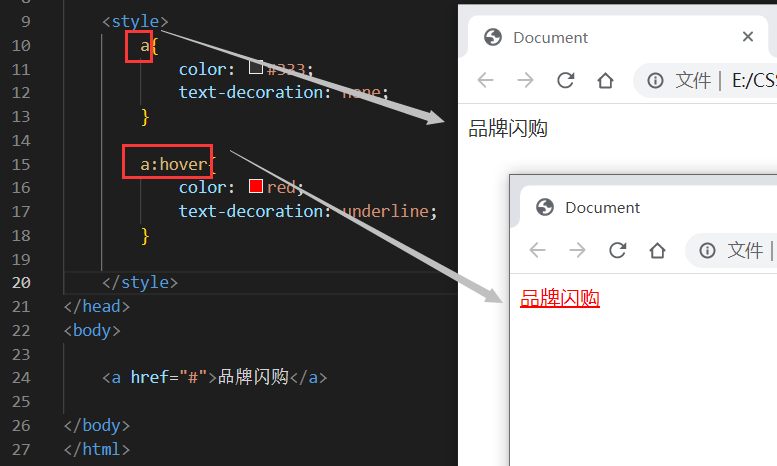 9 <style>
10 a{
11 color: #333;
12 text-decoration: none;
13 }
14
15 a:hover{
16 color: red;
17 text-decoration: underline;
18 }
19
20 </style>
21 </head>
22 <body>
23
24 <a href="#">品牌闪购</a>
25
26 </body>
27 </html>
Document
文件 E:/CSS
品牌闪购
Document
文件
品牌闪购